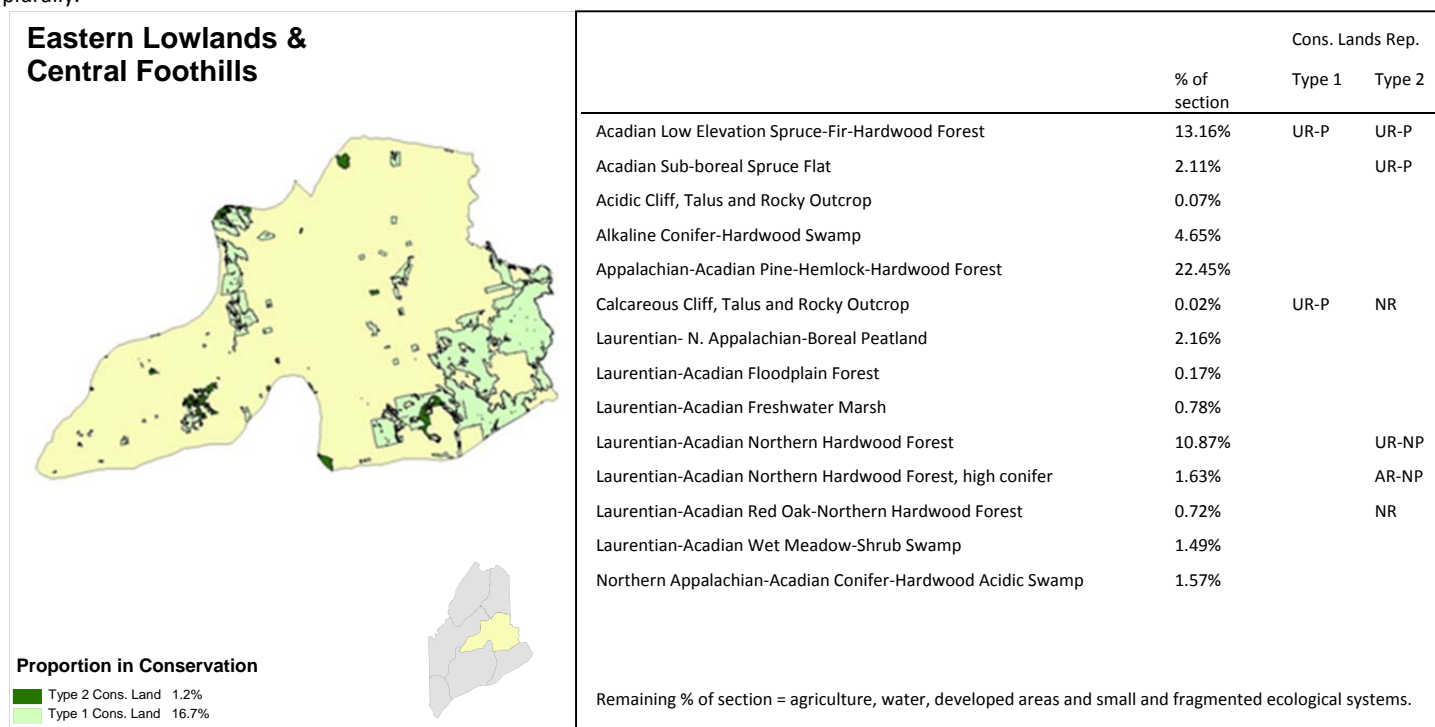 plurally.
Eastern Lowlands &
Central Foothills
Proportion in Conservation
Type 2 Cons. Land 1.2%
Type 1 Cons. Land 16.7%
Cons. Lands Rep.
% of section Type 1 Type 2
Acadian Low Elevation Spruce-Fir-Hardwood Forest 13.16% UR-P UR-P
Acadian Sub-boreal Spruce Flat 2.11% UR-P
Acidic Cliff, Talus and Rocky Outcrop 0.07%
Alkaline Conifer-Hardwood Swamp 4.65%
Appalachian-Acadian Pine-Hemlock-Hardwood Forest 22.45%
Calcareous Cliff, Talus and Rocky Outcrop 0.02% UR-P NR
Laurentian- N. Appalachian-Boreal Peatland 2.16%
Laurentian-Acadian Floodplain Forest 0.17%
Laurentian-Acadian Freshwater Marsh 0.78%
Laurentian-Acadian Northern Hardwood Forest 10.87% UR-NP
Laurentian-Acadian Northern Hardwood Forest, high conifer 1.63% AR-NP
Laurentian-Acadian Red Oak-Northern Hardwood Forest 0.72% NR
Laurentian-Acadian Wet Meadow-Shrub Swamp 1.49%
Northern Appalachian-Acadian Conifer-Hardwood Acidic Swamp 1.57%
Remaining % of section = agriculture, water, developed areas and small and fragmented ecological systems.